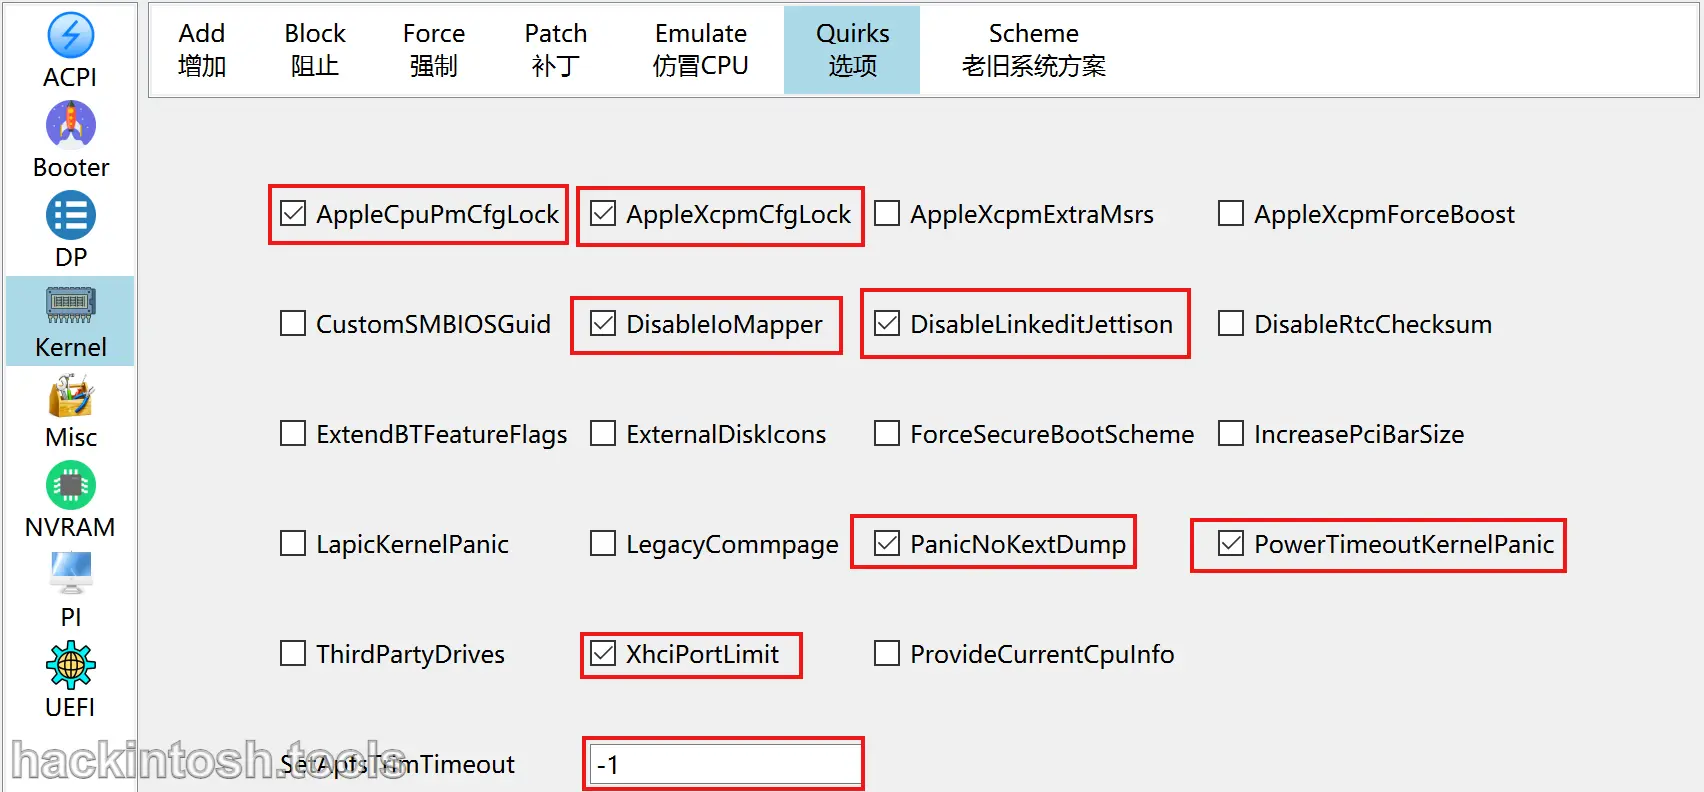 ACPI
Booter
DP
Kernel
Misc
NVRAM
PI
UEFI
Add Block Force Patch Emulate Quirks Scheme
增加 阻止 强制 补丁 仿冒CPU 选项 老旧系统方案
AppleCpuPmCfgLock AppleXcpmCfgLock AppleXcpmExtraMsrs AppleXcpmForceBoost
CustomSMBIOSGuid DisableIoMapper DisableLinkeditJettison DisableRtcChecksum
ExtendBTFeatureFlags ExternalDiskIcons ForceSecureBootScheme IncreasePciBarSize
LapicKernelPanic LegacyCommpage PanicNoKextDump PowerTimeoutKernelPanic
ThirdPartyDrives XhciPortLimit ProvideCurrentCpuInfo
SetApfsTrimTimeout -1
hackintosh.tools